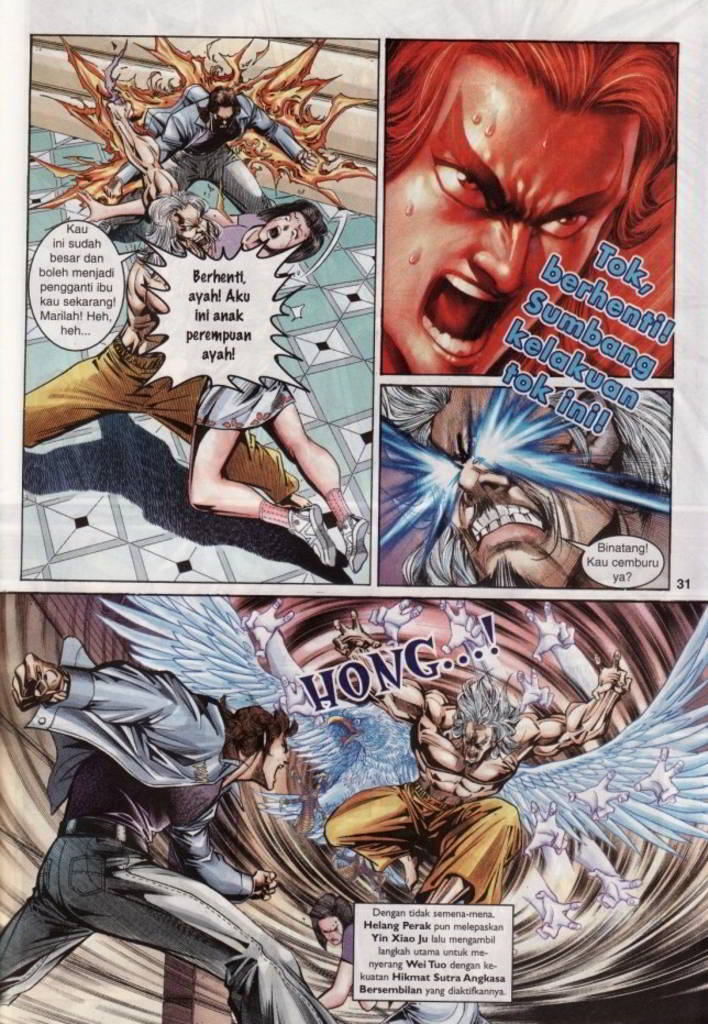 Kau
ini sudah
besar dan
boleh menjadi
pengganti ibu
kau sekarang!
Marilah! Heh,
heh...
Berhenti,
ayah! Aku
ini anak
perempuan
ayah!
Tok,
berhenti!
Sumbang
kelakuan
tok ini!
Binatang!
Kau cemburu
ya?
31
HONG...!
Dengan tidak semena-mena,
Helang Perak pun melepaskan
Yin Xiao Ju lalu mengambil
langkah utama untuk me-
nyerang Wei Tuo dengan ke-
kuatan Hikmat Sutra Angkasa
Bersembilan yang diaktifkannya.